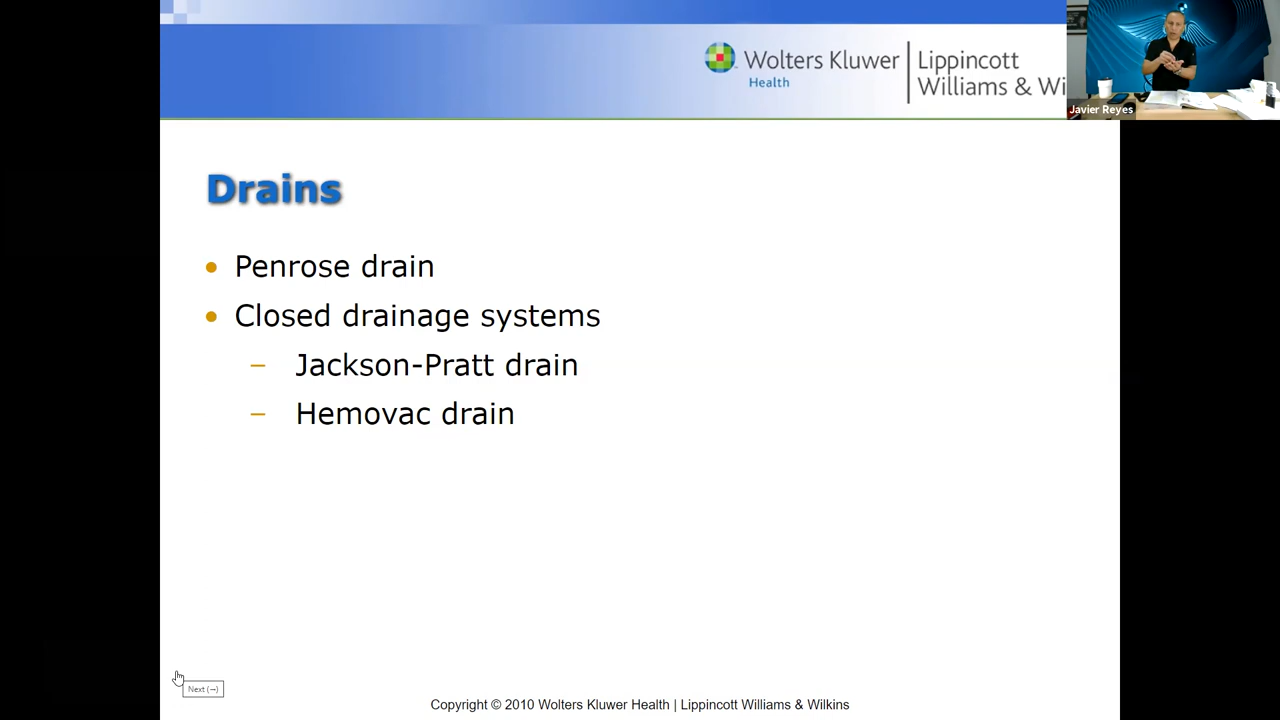 Wolters Kluwer
Health
Lippincott
Williams & Wi
Javier Reyes
Drains
• Penrose drain
• Closed drainage systems
– Jackson-Pratt drain
– Hemovac drain
Next (→)
Copyright © 2010 Wolters Kluwer Health | Lippincott Williams & Wilkins